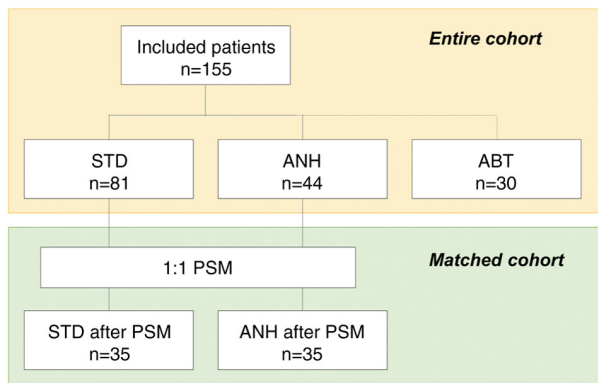 Entire cohort
Included patients
n=155
STD
n=81
ANH
n=44
ABT
n=30
Matched cohort
1:1 PSM
STD after PSM
n=35
ANH after PSM
n=35